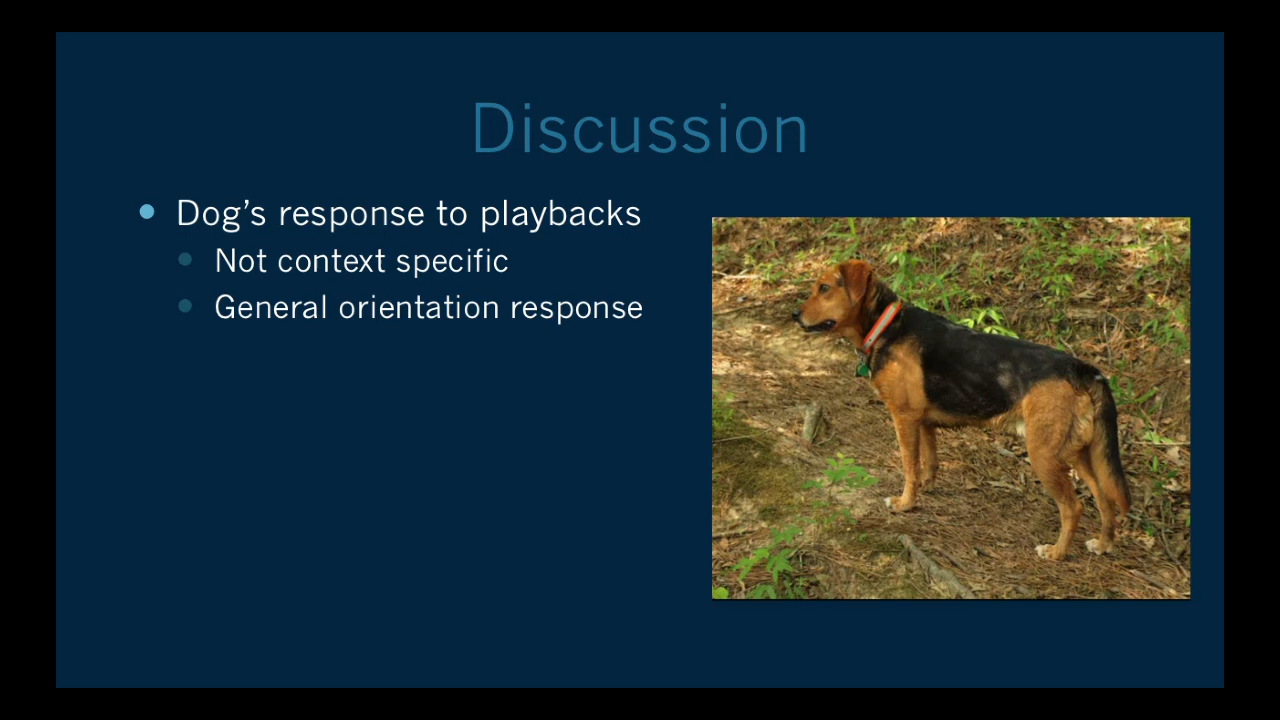 Discussion
Dog’s response to playbacks
Not context specific
General orientation response